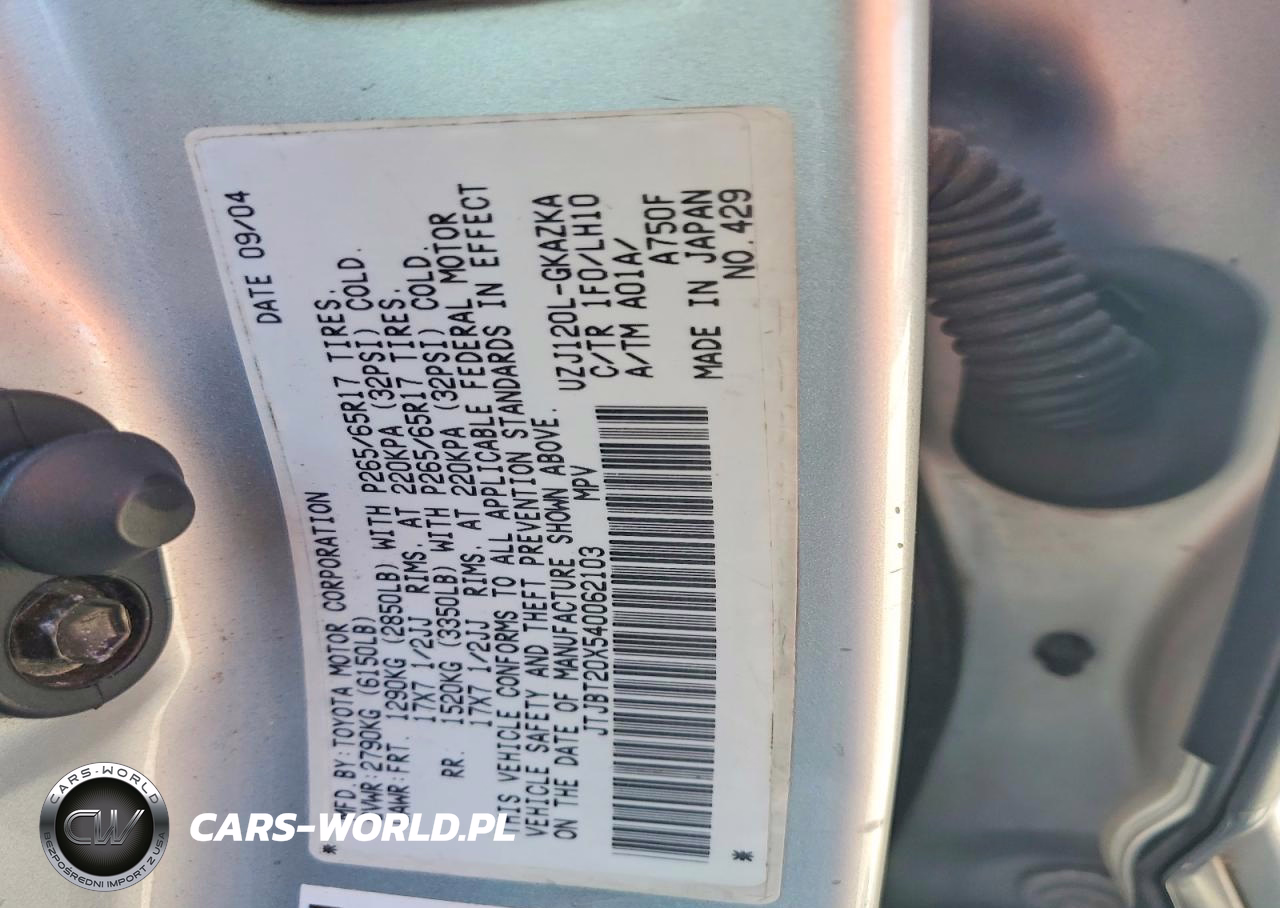 DATE 09/04
MFD. BY: TOYOTA MOTOR CORPORATION
GVWR: 2790KG (6150LB)
GAWR: FRT. 1290KG (2850LB) WITH P265/65R17 TIRES.
17X7 1/2JJ RIMS. AT 220KPA (32PSI) COLD.
RR. 1520KG (3350LB) WITH P265/65R17 TIRES.
17X7 1/2JJ RIMS. AT 220KPA (32PSI) COLD.
THIS VEHICLE CONFORMS TO ALL APPLICABLE FEDERAL MOTOR
VEHICLE SAFETY AND THEFT PREVENTION STANDARDS IN EFFECT
ON THE DATE OF MANUFACTURE SHOWN ABOVE.
JTJBT20X540062103 MPV
UZJ120L-GKAZKA
C/TR 1F0/LH10
A/TM A01A/
A750F
MADE IN JAPAN
NO. 429
CARS-WORLD
CW
BEZPOŚREDNI IMPORT Z USA
CARS-WORLD.PL